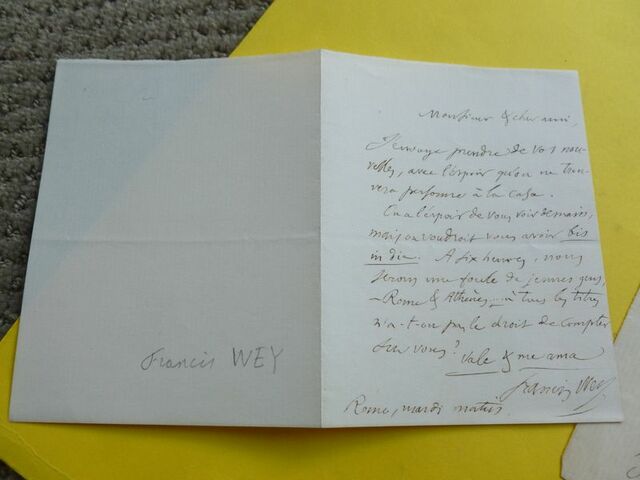 Francis WEY
Monsieur & cher ami,
J'envoye prendre de vos nou-
velles, avec l'espoir qu'on ne trou-
vera personne à la casa.
On a l'espoir de vous voir demain,
mais on voudroit vous avoir bis
in die. A six heures, nous
serons une foule de jeunes gens,
– Rome & Athènes – à tous les titres
n'a-t-on pas le droit de compter
sur vous?
Vale & me ama
Francis Wey
Rome, mardi matin.